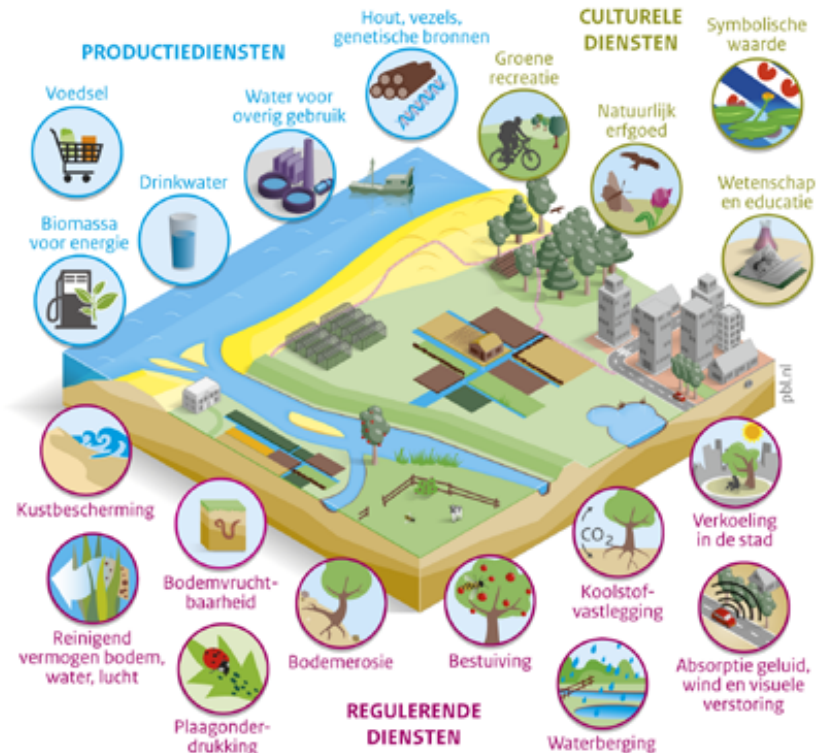 PRODUCTIEDIENSTEN
Voedsel
Biomassa
voor energie
Drinkwater
Water voor
overig gebruik
Hout, vezels,
genetische bronnen
CULTURELE
DIENSTEN
Groene
recreatie
Natuurlijk
erfgoed
Symbolische
waarde
Wetenschap
en educatie
pbl.nl
Kustbescherming
Reinigend
vermogen bodem,
water, lucht
Bodemvrucht-
baarheid
Plaagonder-
drukking
Bodemerosie
REGULERENDE
DIENSTEN
Bestuiving
CO2
Koolstof-
vastlegging
Waterberging
Verkoeling
in de stad
Absorptie geluid,
wind en visuele
verstoring